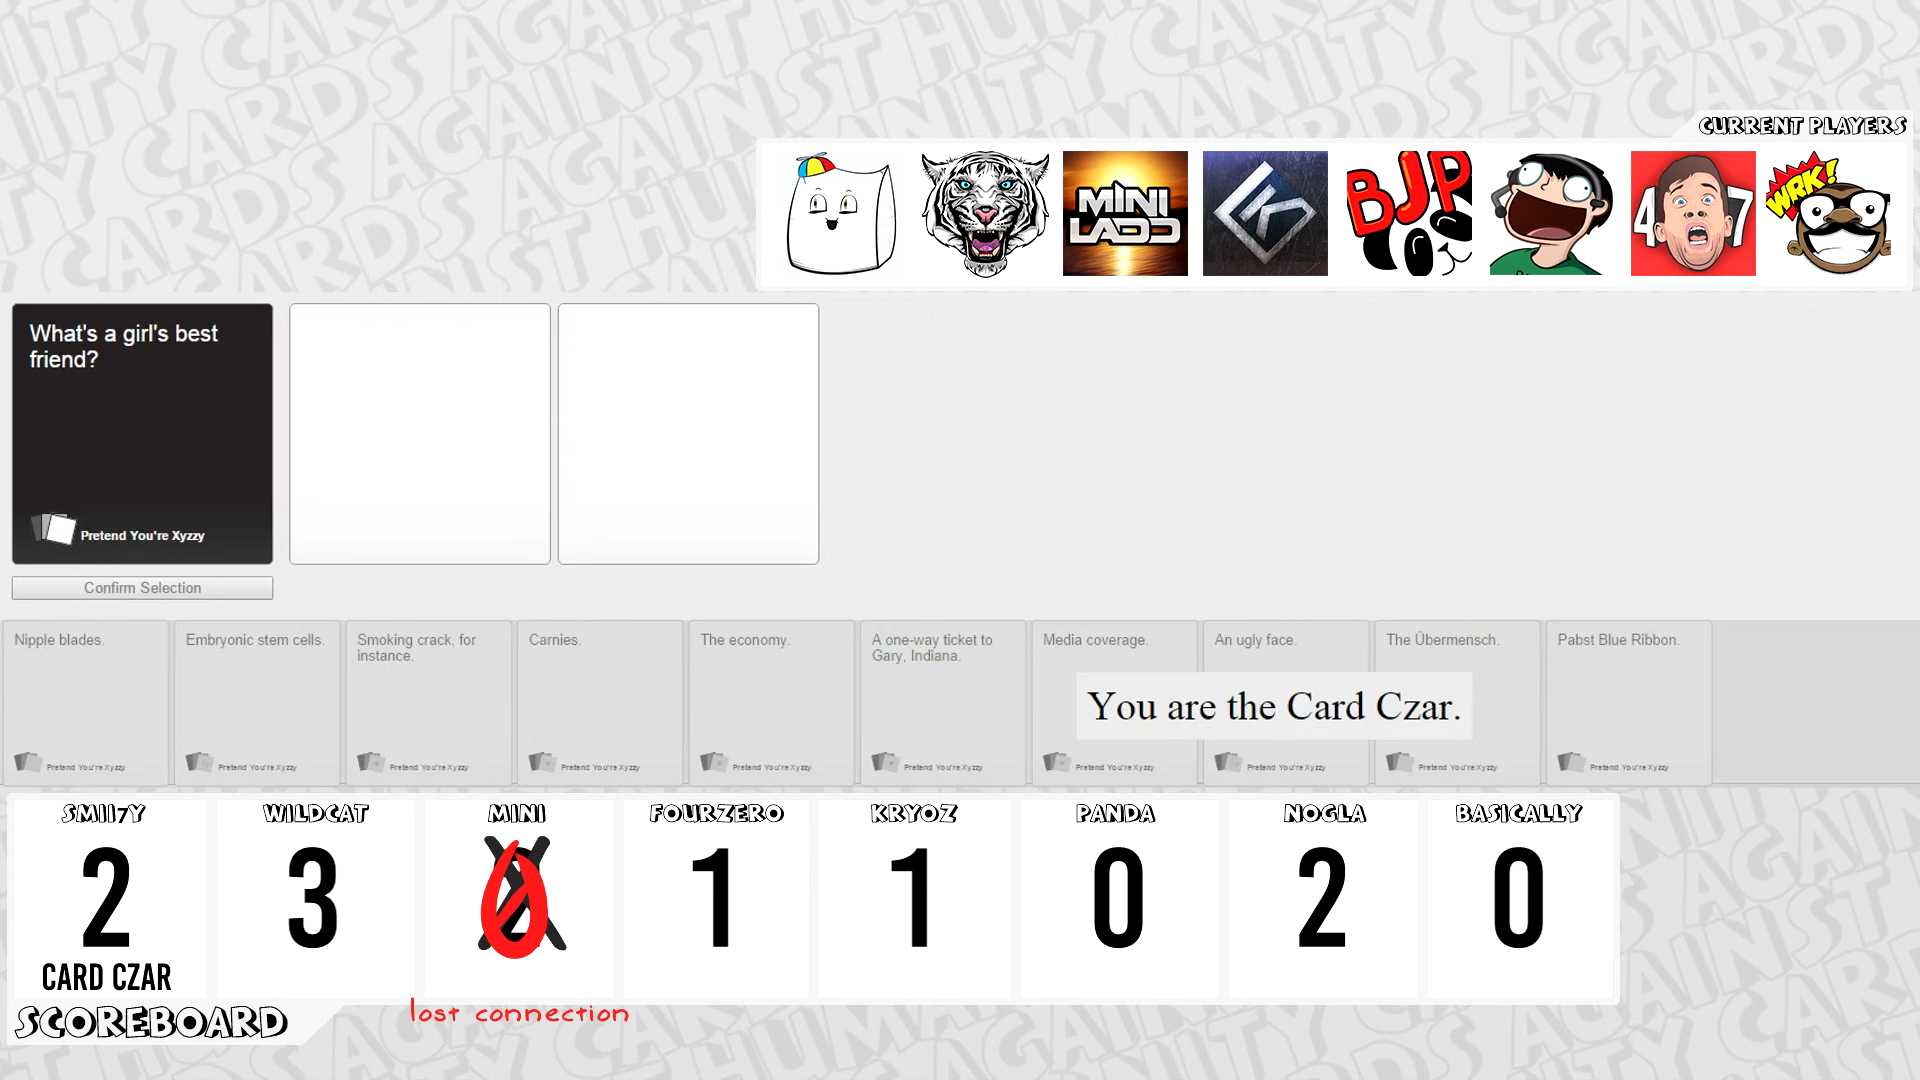 CARDS AGAINST HUMANITY
CURRENT PLAYERS
MINI
LADD
BJP
4 7
WRK!
What's a girl's best
friend?
Pretend You're Xyzzy
Confirm Selection
Nipple blades.
Pretend You're Xyzzy
Embryonic stem cells.
Pretend You're Xyzzy
Smoking crack, for
instance.
Pretend You're Xyzzy
Carnies.
Pretend You're Xyzzy
The economy.
Pretend You're Xyzzy
A one-way ticket to
Gary, Indiana.
Pretend You're Xyzzy
Media coverage.
Pretend You're Xyzzy
An ugly face.
Pretend You're Xyzzy
The Übermensch.
Pretend You're Xyzzy
Pabst Blue Ribbon.
Pretend You're Xyzzy
You are the Card Czar.
SMII7Y
2
CARD CZAR
WILDCAT
3
MINI
0
FOURZERO
1
KRYOZ
1
PANDA
0
NOGLA
2
BASICALLY
0
SCOREBOARD
lost connection